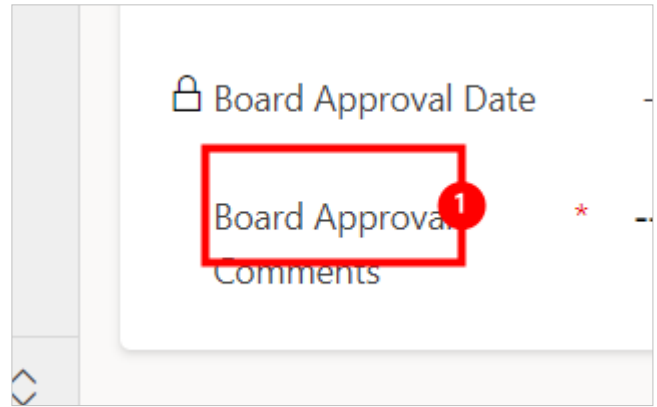 Board Approval Date -
1
Board Approval * --
Comments